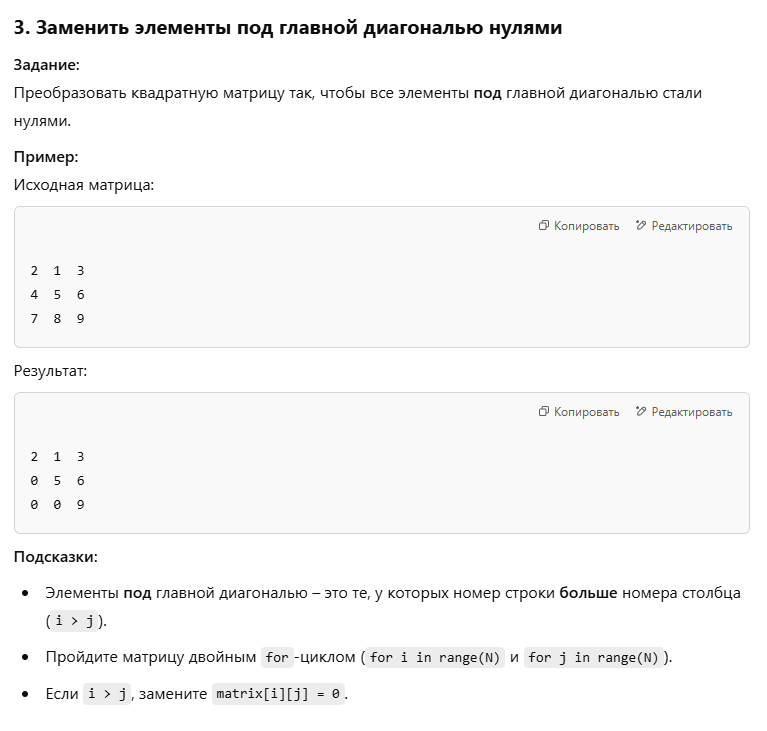 3. Заменить элементы под главной диагональю нулями
Задание:
Преобразовать квадратную матрицу так, чтобы все элементы под главной диагональю стали
нулями.
Пример:
Исходная матрица:
Копировать Редактировать
2 1 3
4 5 6
7 8 9
Результат:
Копировать Редактировать
2 1 3
0 5 6
0 0 9
Подсказки:
• Элементы под главной диагональю – это те, у которых номер строки больше номера столбца
( i > j ).
• Пройдите матрицу двойным for -циклом ( for i in range(N) и for j in range(N) ).
• Если i > j , замените matrix[i][j] = 0 .